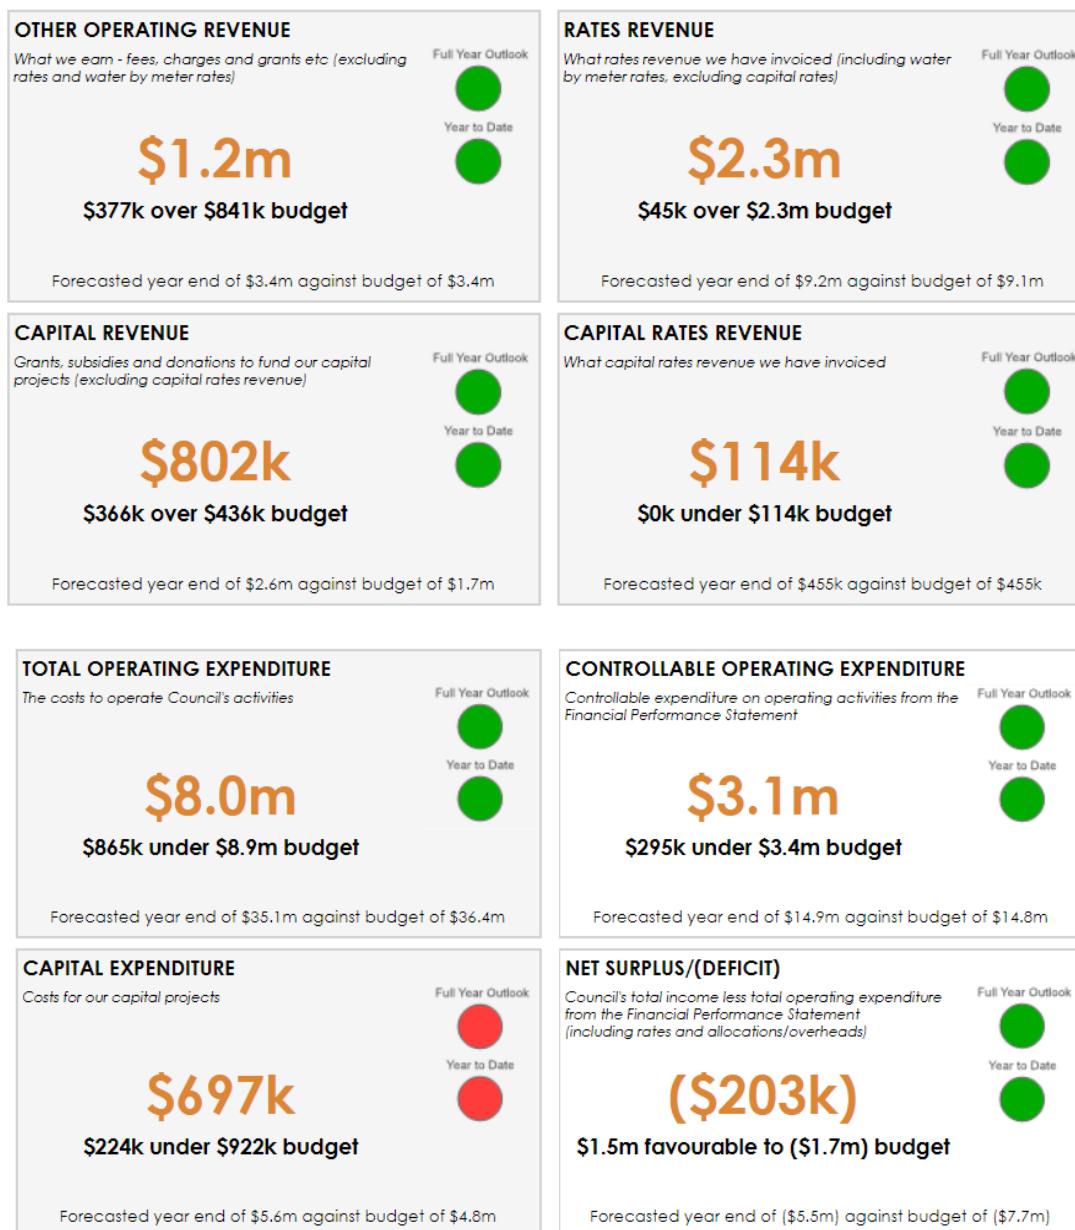 OTHER OPERATING REVENUE
What we earn - fees, charges and grants etc (excluding
rates and water by meter rates)
Full Year Outlook
Year to Date
$1.2m
$377k over $841k budget
Forecasted year end of $3.4m against budget of $3.4m
RATES REVENUE
What rates revenue we have invoiced (including water
by meter rates, excluding capital rates)
Full Year Outlook
Year to Date
$2.3m
$45k over $2.3m budget
Forecasted year end of $9.2m against budget of $9.1m
CAPITAL REVENUE
Grants, subsidies and donations to fund our capital
projects (excluding capital rates revenue)
Full Year Outlook
Year to Date
$802k
$366k over $436k budget
Forecasted year end of $2.6m against budget of $1.7m
CAPITAL RATES REVENUE
What capital rates revenue we have invoiced
Full Year Outlook
Year to Date
$114k
$0k under $114k budget
Forecasted year end of $455k against budget of $455k
TOTAL OPERATING EXPENDITURE
The costs to operate Council's activities
Full Year Outlook
Year to Date
$8.0m
$865k under $8.9m budget
Forecasted year end of $35.1m against budget of $36.4m
CONTROLLABLE OPERATING EXPENDITURE
Controllable expenditure on operating activities from the
Financial Performance Statement
Full Year Outlook
Year to Date
$3.1m
$295k under $3.4m budget
Forecasted year end of $14.9m against budget of $14.8m
CAPITAL EXPENDITURE
Costs for our capital projects
Full Year Outlook
Year to Date
$697k
$224k under $922k budget
Forecasted year end of $5.6m against budget of $4.8m
NET SURPLUS/(DEFICIT)
Council's total income less total operating expenditure
from the Financial Performance Statement
(including rates and allocations/overheads)
Full Year Outlook
Year to Date
($203k)
$1.5m favourable to ($1.7m) budget
Forecasted year end of ($5.5m) against budget of ($7.7m)